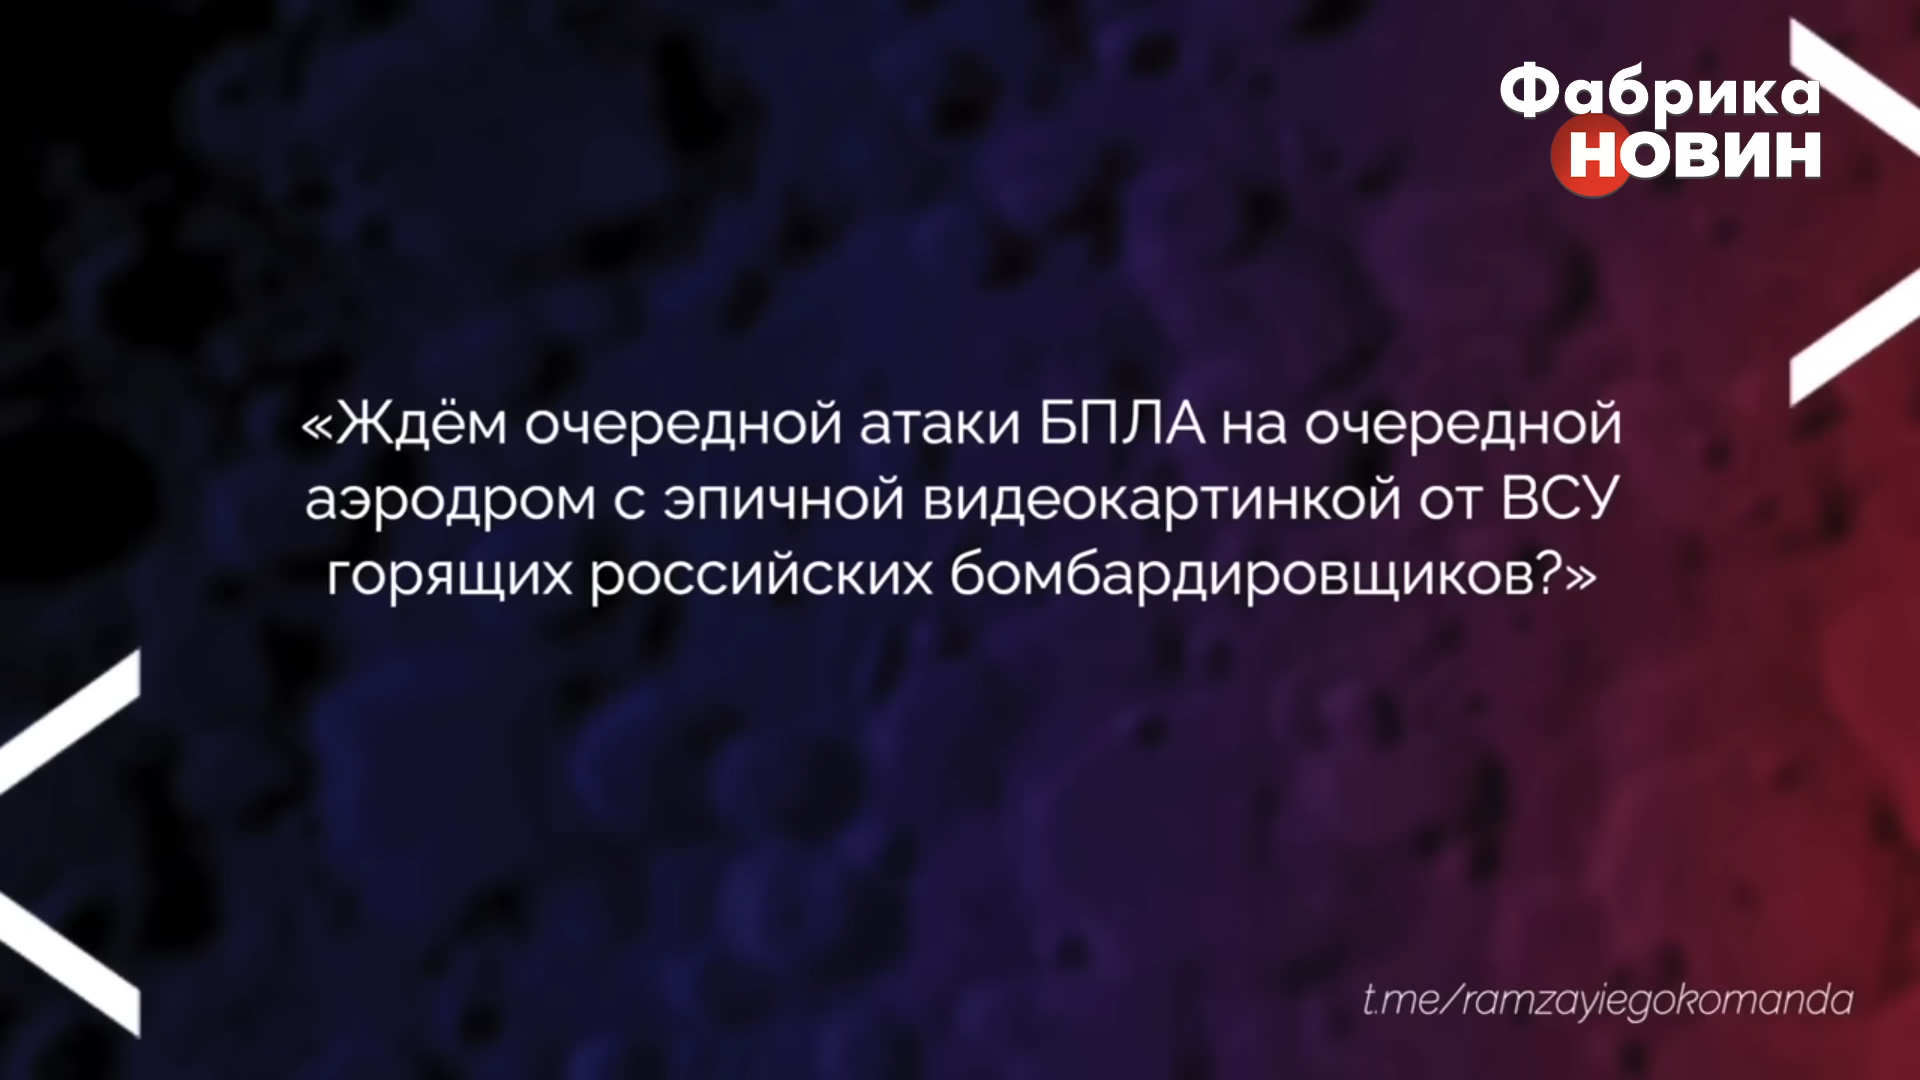 Фабрика
новин
«Ждём очередной атаки БПЛА на очередной
аэродром с эпичной видеокартинкой от ВСУ
горящих российских бомбардировщиков?»
t.me/ramzayiegokomanda